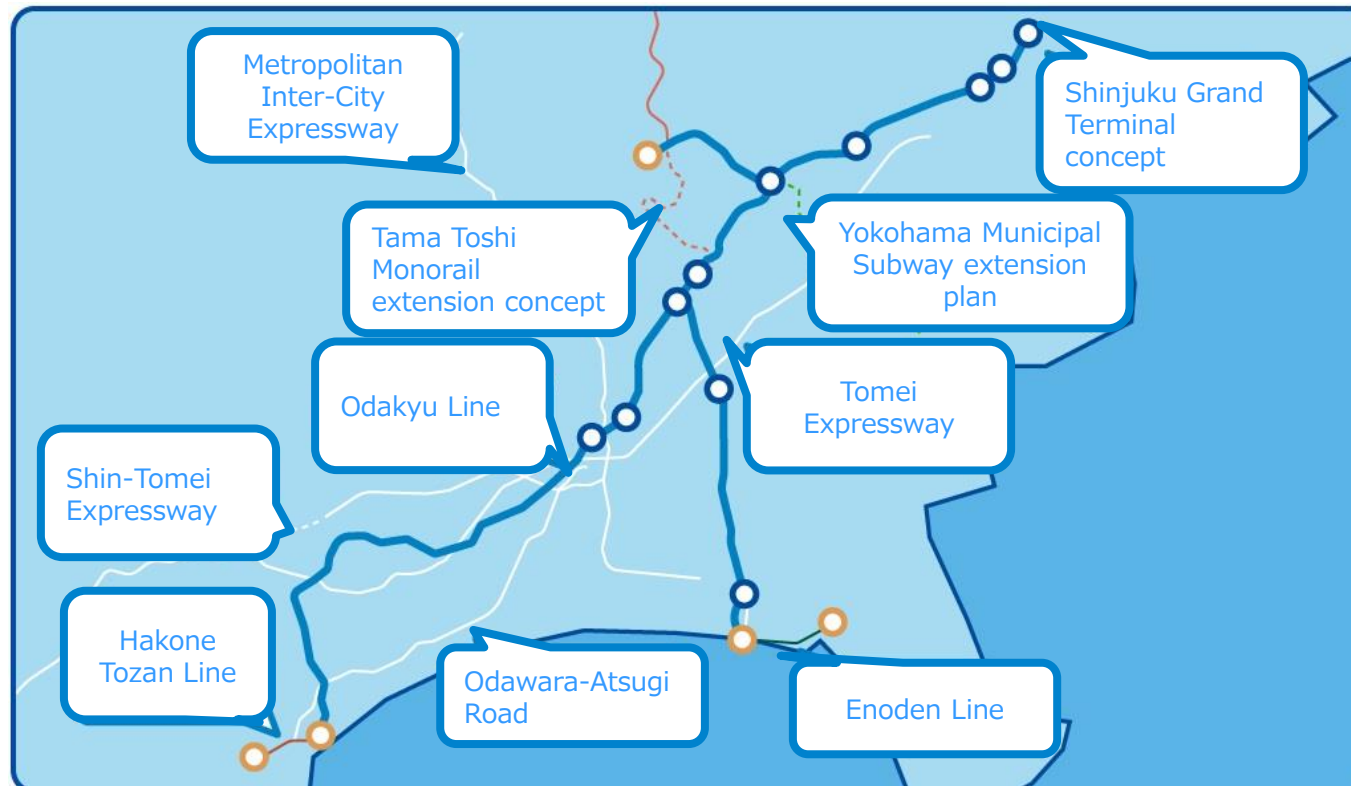 Metropolitan
Inter-City
Expressway
Shinjuku Grand
Terminal
concept
Tama Toshi
Monorail
extension concept
Yokohama Municipal
Subway extension
plan
Odakyu Line
Tomei
Expressway
Shin-Tomei
Expressway
Hakone
Tozan Line
Odawara-Atsugi
Road
Enoden Line